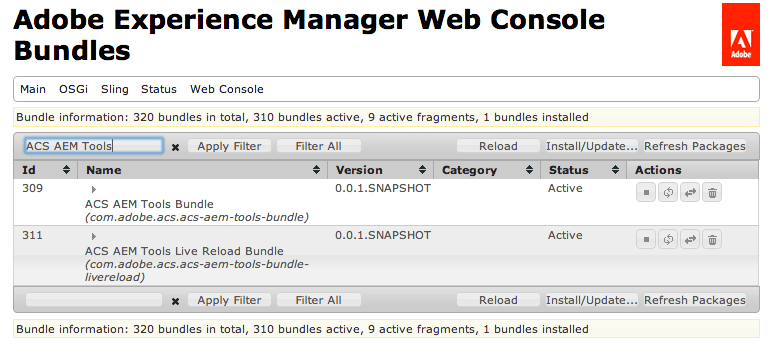 Adobe Experience Manager Web Console
Bundles
Adobe
Main OSGi Sling Status Web Console
Bundle information: 320 bundles in total, 310 bundles active, 9 active fragments, 1 bundles installed
ACS AEM Tools Apply Filter Filter All Reload Install/Update... Refresh Packages
Id Name Version Category Status Actions
309 0.0.1.SNAPSHOT Active
ACS AEM Tools Bundle
(com.adobe.acs.acs-aem-tools-bundle)
311 0.0.1.SNAPSHOT Active
ACS AEM Tools Live Reload Bundle
(com.adobe.acs.acs-aem-tools-bundle-
livereload)
Apply Filter Filter All Reload Install/Update... Refresh Packages
Bundle information: 320 bundles in total, 310 bundles active, 9 active fragments, 1 bundles installed